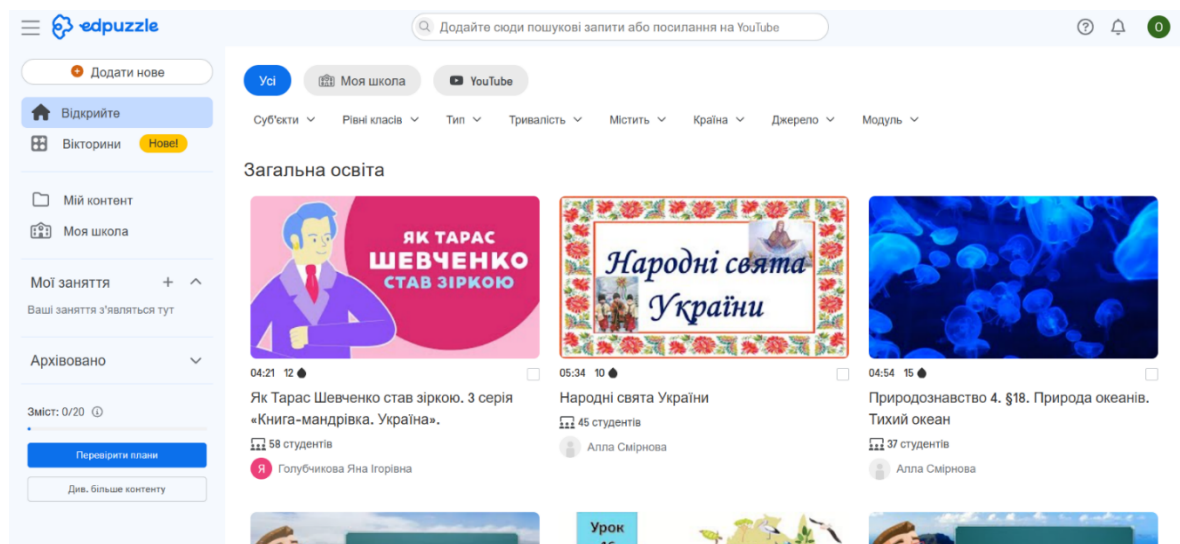 edpuzzle
Додайте сюди пошукові запити або посилання на YouTube
?
О
Додати нове
Відкрийте
Вікторини Нове!
Мій контент
Моя школа
Мої заняття + 
Ваші заняття з'являться тут
Архівовано
Зміст: 0/20
Перевірити плани
Див. більше контенту
Усі Моя школа YouTube
Суб'єкти Рівні класів Тип Тривалість Містить Країна Джерело Модуль
Загальна освіта
ЯК ТАРАС
ШЕВЧЕНКО
СТАВ ЗІРКОЮ
04:21 12
Як Тарас Шевченко став зіркою. 3 серія
«Книга-мандрівка. Україна».
58 студентів
Я Голубчикова Яна Ігорівна
Народні свята
України
05:34 10
Народні свята України
45 студентів
Алла Смірнова
04:54 15
Природознавство 4. §18. Природа океанів.
Тихий океан
37 студентів
Алла Смірнова
Урок